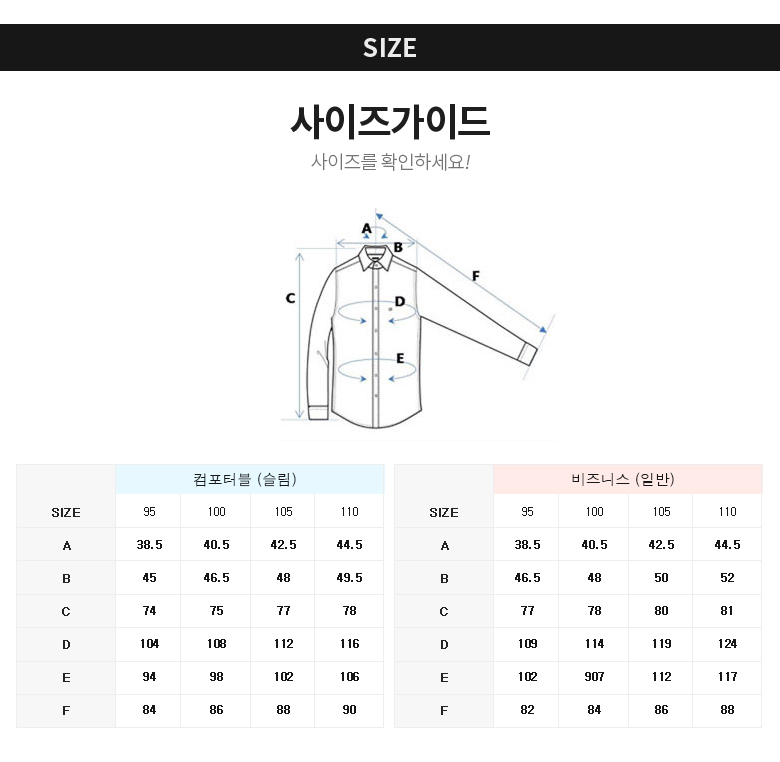 SIZE
사이즈가이드
사이즈를 확인하세요!
A
B
F
C
D
E
컴포터블 (슬림)
SIZE 95 100 105 110
A 38.5 40.5 42.5 44.5
B 45 46.5 48 49.5
C 74 75 77 78
D 104 108 112 116
E 94 98 102 106
F 84 86 88 90
비즈니스 (일반)
SIZE 95 100 105 110
A 38.5 40.5 42.5 44.5
B 46.5 48 50 52
C 77 78 80 81
D 109 114 119 124
E 102 907 112 117
F 82 84 86 88